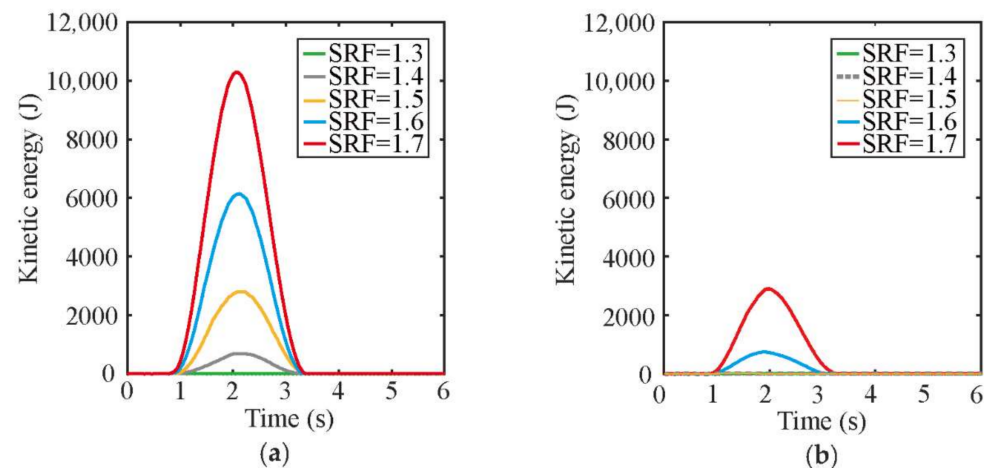 12,000
10,000
8000
6000
4000
2000
0
Kinetic energy (J)
SRF=1.3
SRF=1.4
SRF=1.5
SRF=1.6
SRF=1.7
0 1 2 3 4 5 6
Time (s)
(a)
12,000
10,000
8000
6000
4000
2000
0
Kinetic energy (J)
SRF=1.3
SRF=1.4
SRF=1.5
SRF=1.6
SRF=1.7
0 1 2 3 4 5 6
Time (s)
(b)